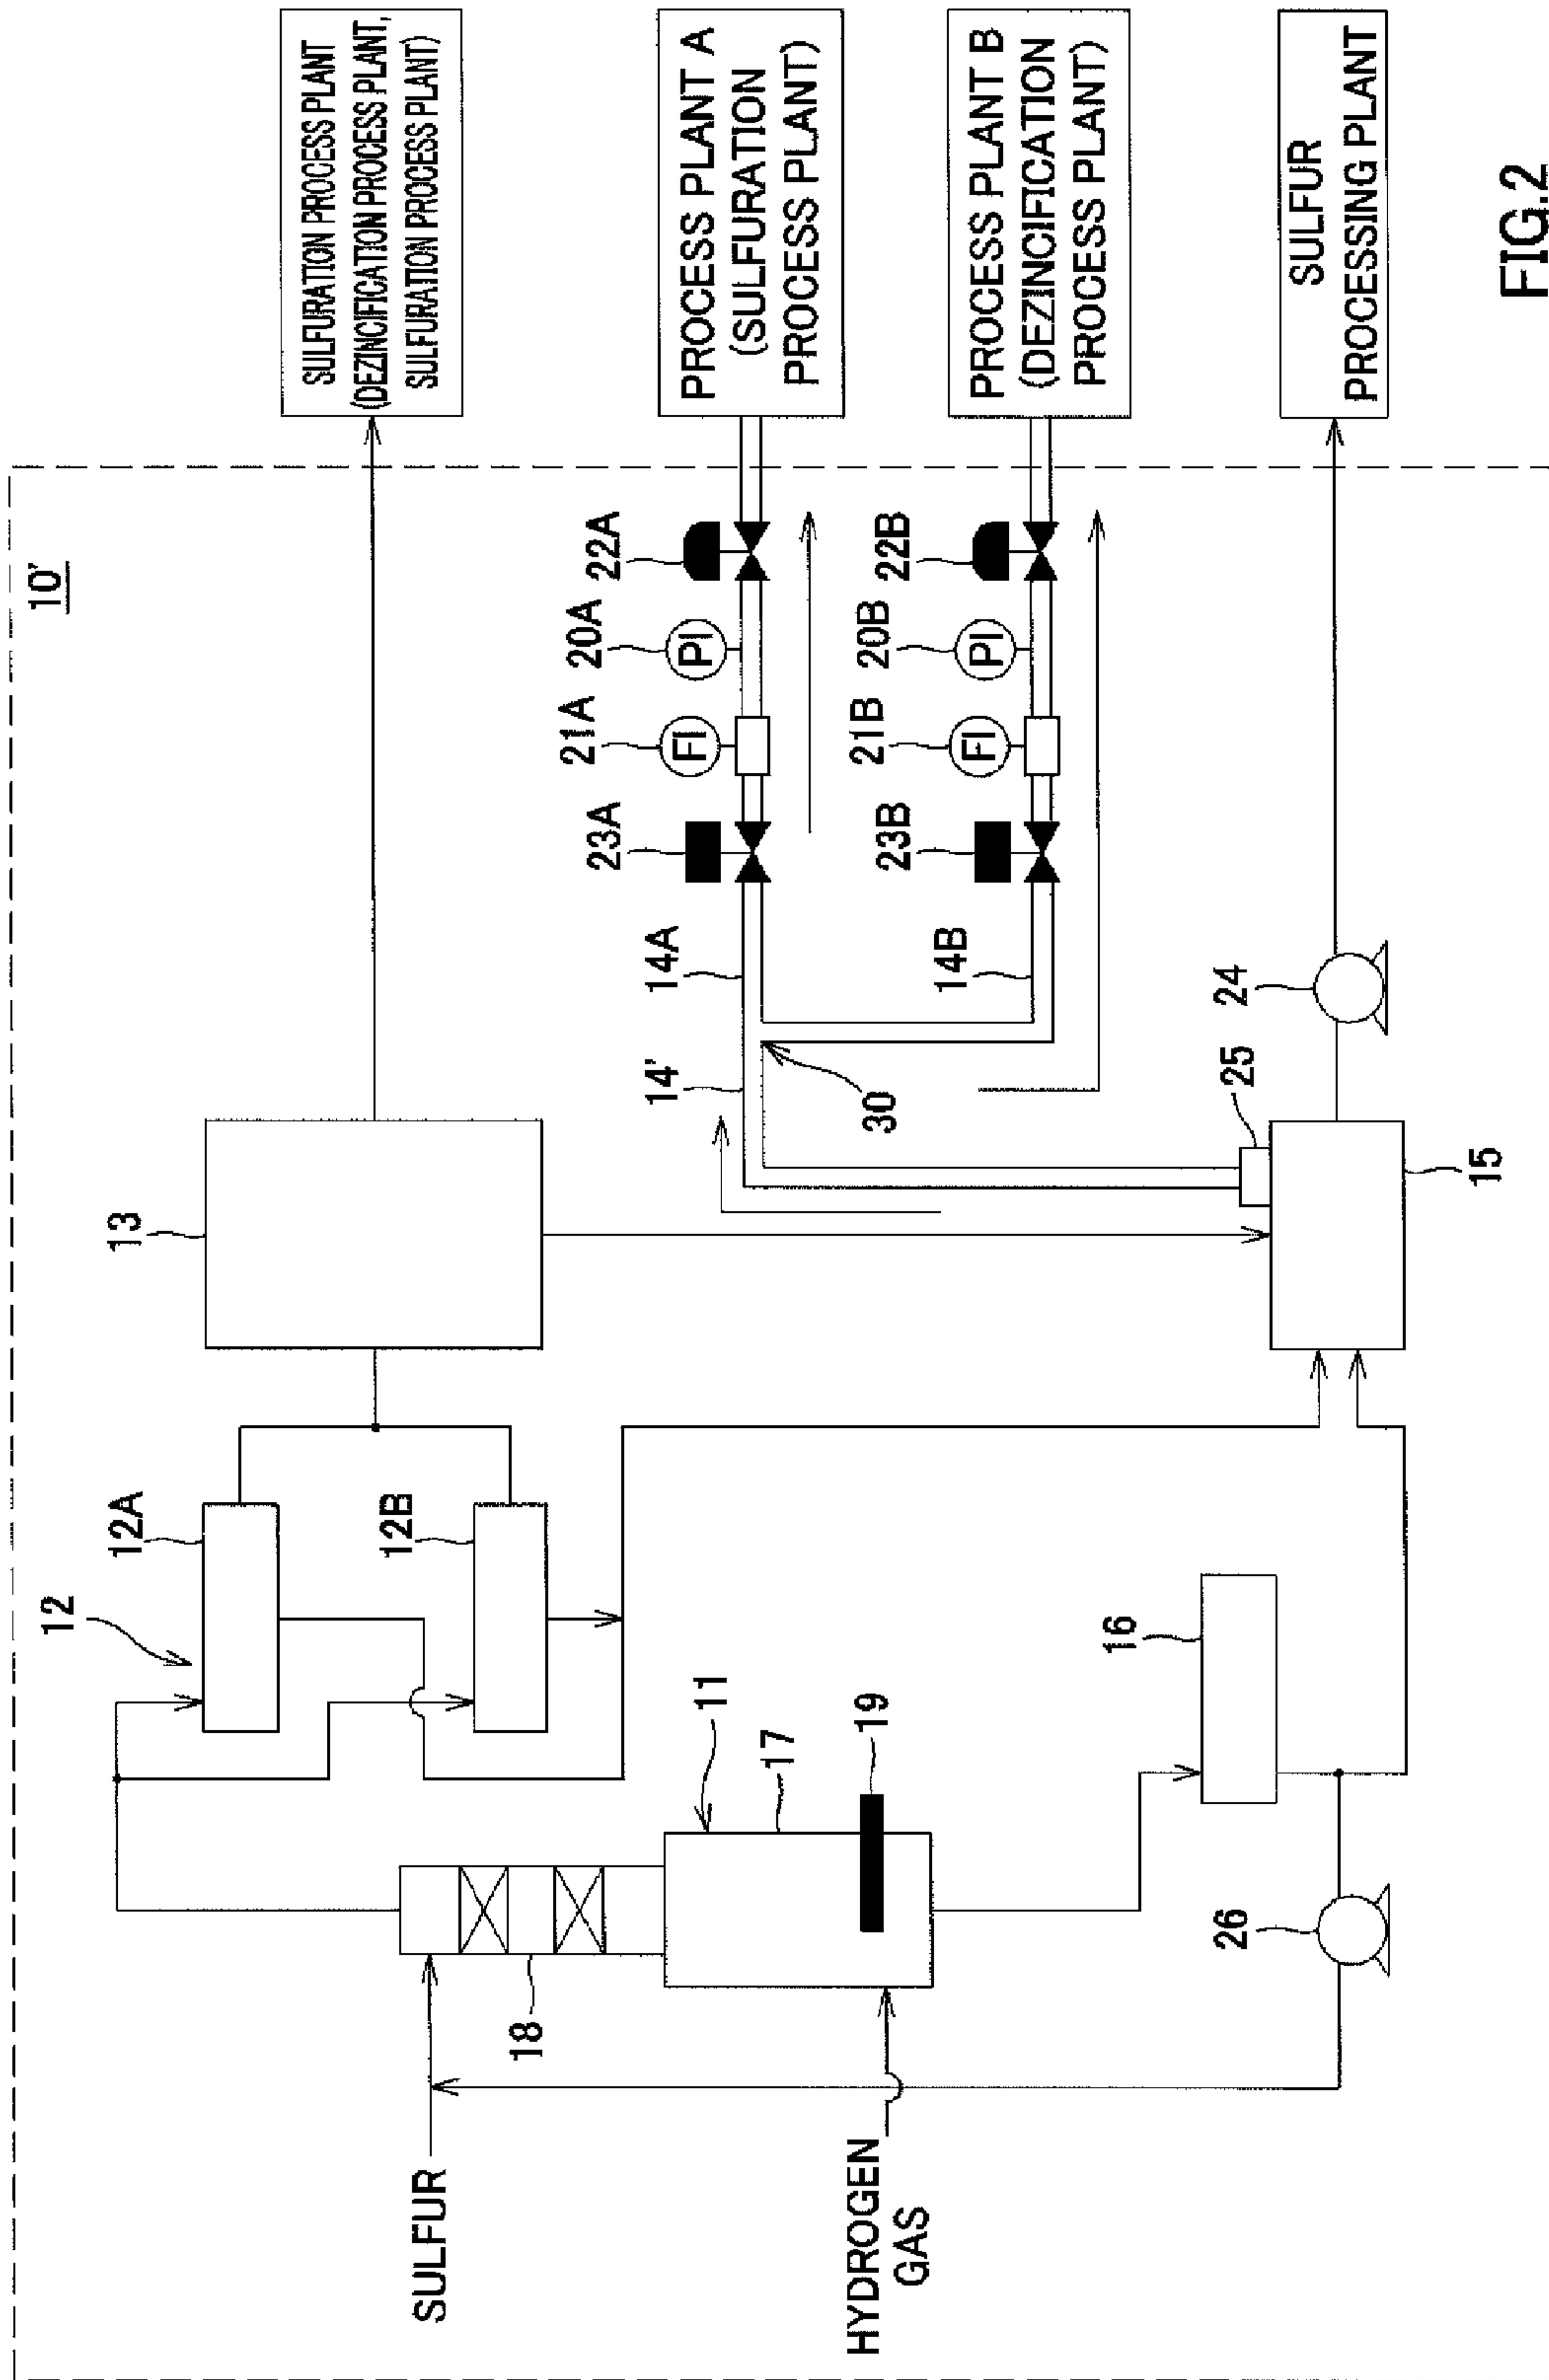 10'
SULFURATION PROCESS PLANT
(DEZINCIFICATION PROCESS PLANT,
SULFURATION PROCESS PLANT)
12
12A
13
12B
SULFUR
18
11
17
19
HYDROGEN
GAS
21A
23A
20A
22A
PI
FI
14'
14A
PROCESS PLANT A
(SULFURATION
PROCESS PLANT)
30
21B
23B
20B
22B
PI
FI
14B
PROCESS PLANT B
(DEZINCIFICATION
PROCESS PLANT)
16
26
25
24
15
SULFUR
PROCESSING PLANT
FIG.2